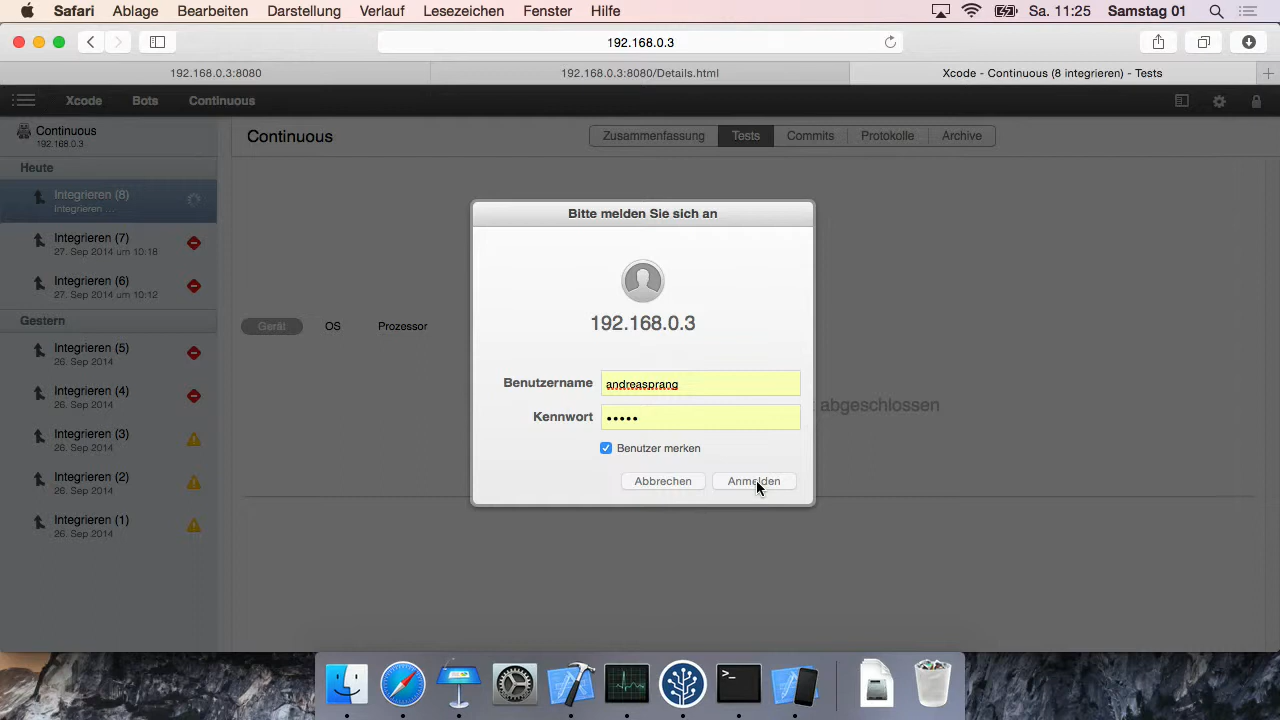 Safari Ablage Bearbeiten Darstellung Verlauf Lesezeichen Fenster Hilfe Sa. 11:25 Samstag 01
192.168.0.3
192.168.0.3:8080 192.168.0.3:8080/Details.html Xcode - Continuous (8 integrieren) - Tests
Xcode Bots Continuous
Continuous
192.168.0.3
Continuous Zusammenfassung Tests Commits Protokolle Archive
Heute
Integrieren (8)
Integrieren ...
Integrieren (7)
27. Sep 2014 um 10:18
Integrieren (6)
27. Sep 2014 um 10:12
Gestern
Integrieren (5)
26. Sep 2014
Integrieren (4)
26. Sep 2014
Integrieren (3)
26. Sep 2014
Integrieren (2)
26. Sep 2014
Integrieren (1)
26. Sep 2014
Gerät OS Prozessor
abgeschlossen
Bitte melden Sie sich an
192.168.0.3
Benutzername andreasprang
Kennwort •••••
Benutzer merken
Abbrechen Anmelden
>_